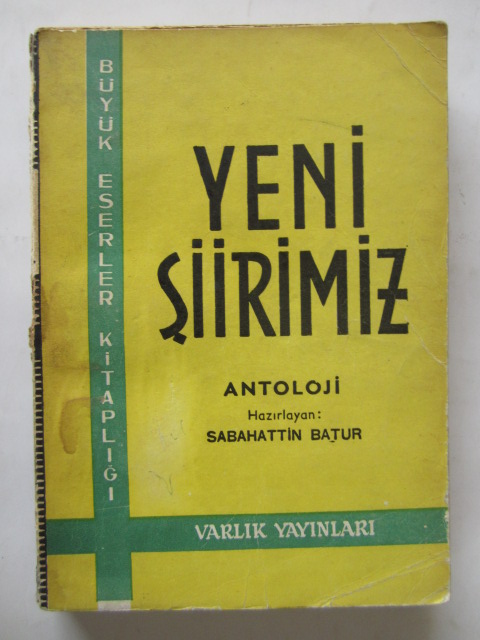 BÜYÜK ESERLER KİTAPLIĞI
YENİ
ŞİİRİMİZ
ANTOLOJİ
Hazırlayan:
SABAHATTİN BATUR
VARLIK YAYINLARI